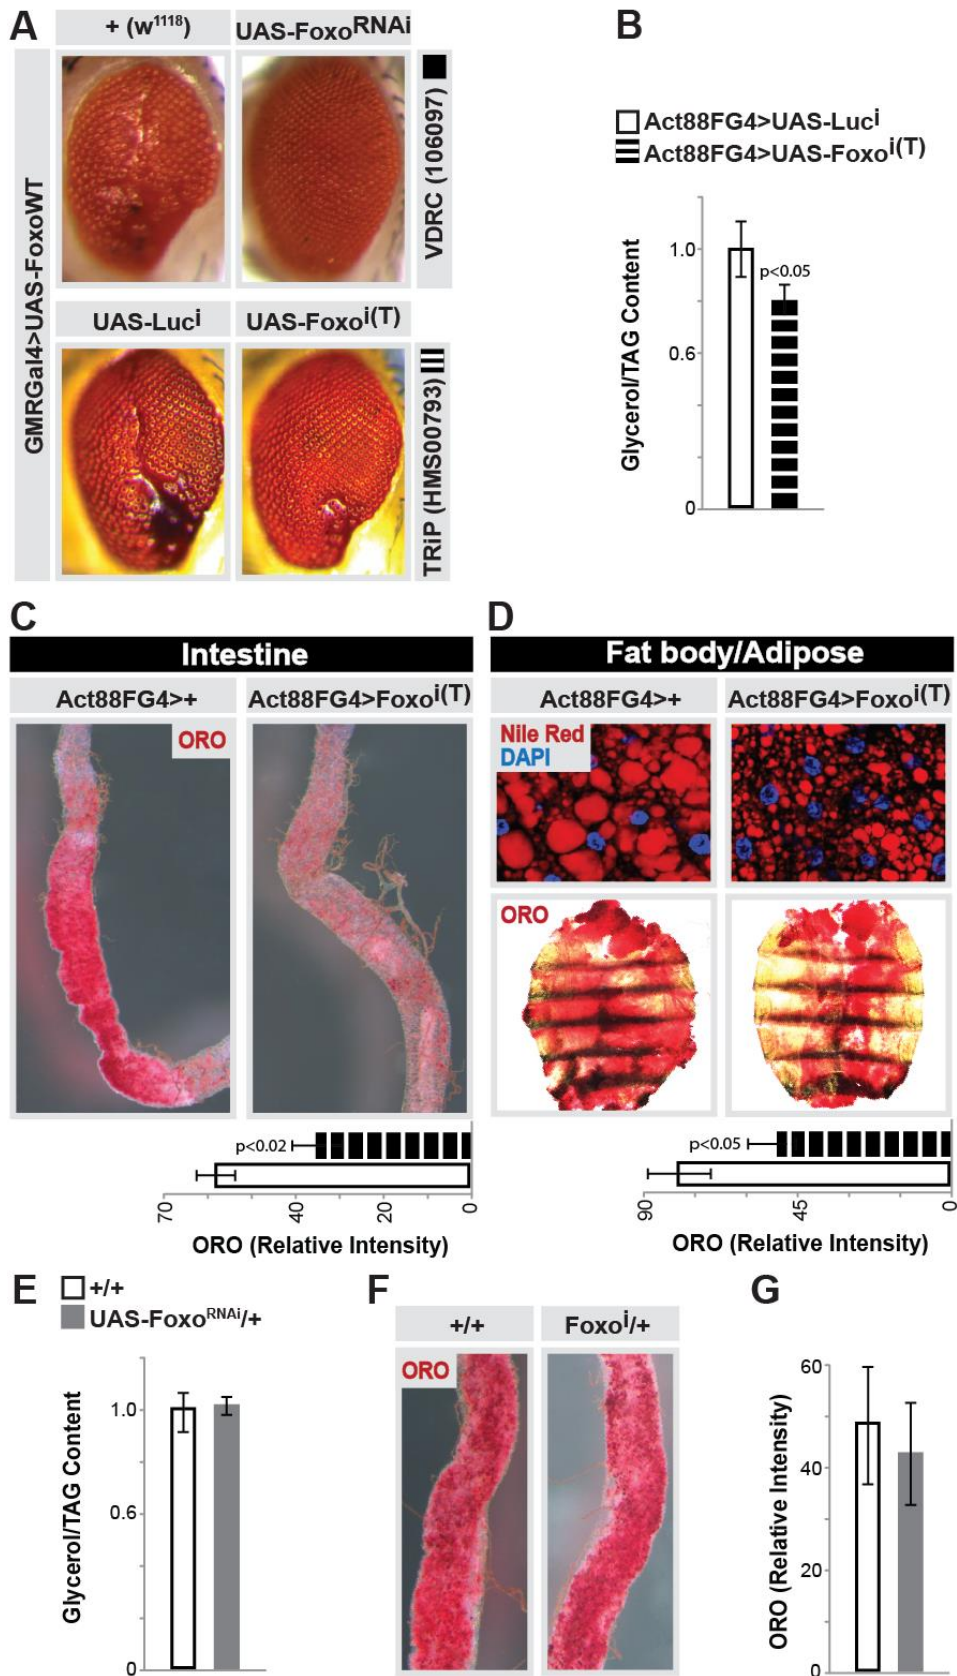 A
+ (w1118)
UAS-FoxoRNAi
GMRGal4>UAS-FoxoWT
VDRC (106097)
UAS-Luci
UAS-Foxoi(T)
TRiP (HMS00793)
B
Act88FG4>UAS-Luci
Act88FG4>UAS-Foxoi(T)
Glycerol/TAG Content
1.0
0.6
0
p<0.05
C
Intestine
Act88FG4>+
Act88FG4>Foxoi(T)
ORO
p<0.02
70
40
20
0
ORO (Relative Intensity)
D
Fat body/Adipose
Act88FG4>+
Act88FG4>Foxoi(T)
Nile Red
DAPI
ORO
p<0.05
90
45
0
ORO (Relative Intensity)
E
+/+
UAS-FoxoRNAi/+
Glycerol/TAG Content
1.0
0.6
0
F
+/+
Foxoi/+
ORO
G
ORO (Relative Intensity)
60
40
20
0